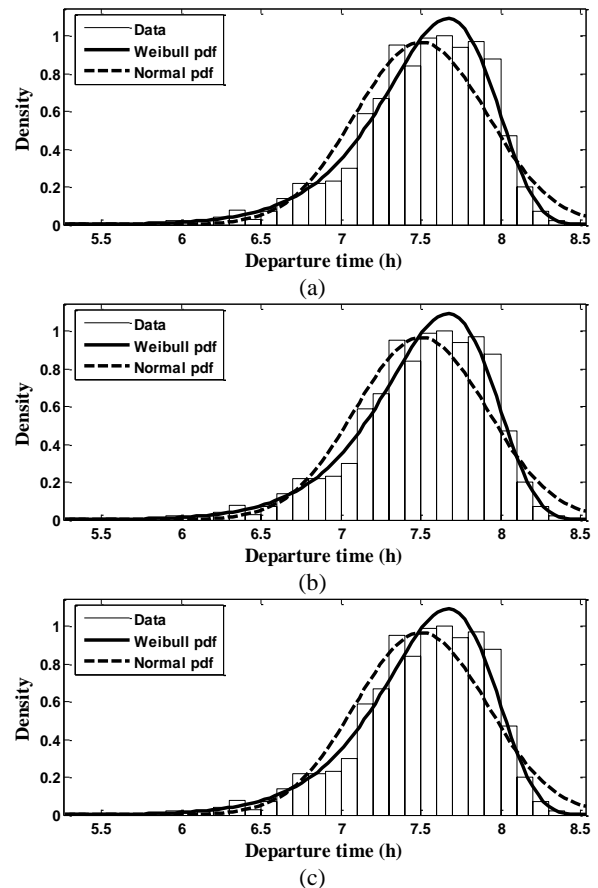 Data
Weibull pdf
Normal pdf
Density
1
0.8
0.6
0.4
0.2
0
5.5 6 6.5 7 7.5 8 8.5
Departure time (h)
(a)
Data
Weibull pdf
Normal pdf
Density
1
0.8
0.6
0.4
0.2
0
5.5 6 6.5 7 7.5 8 8.5
Departure time (h)
(b)
Data
Weibull pdf
Normal pdf
Density
1
0.8
0.6
0.4
0.2
0
5.5 6 6.5 7 7.5 8 8.5
Departure time (h)
(c)